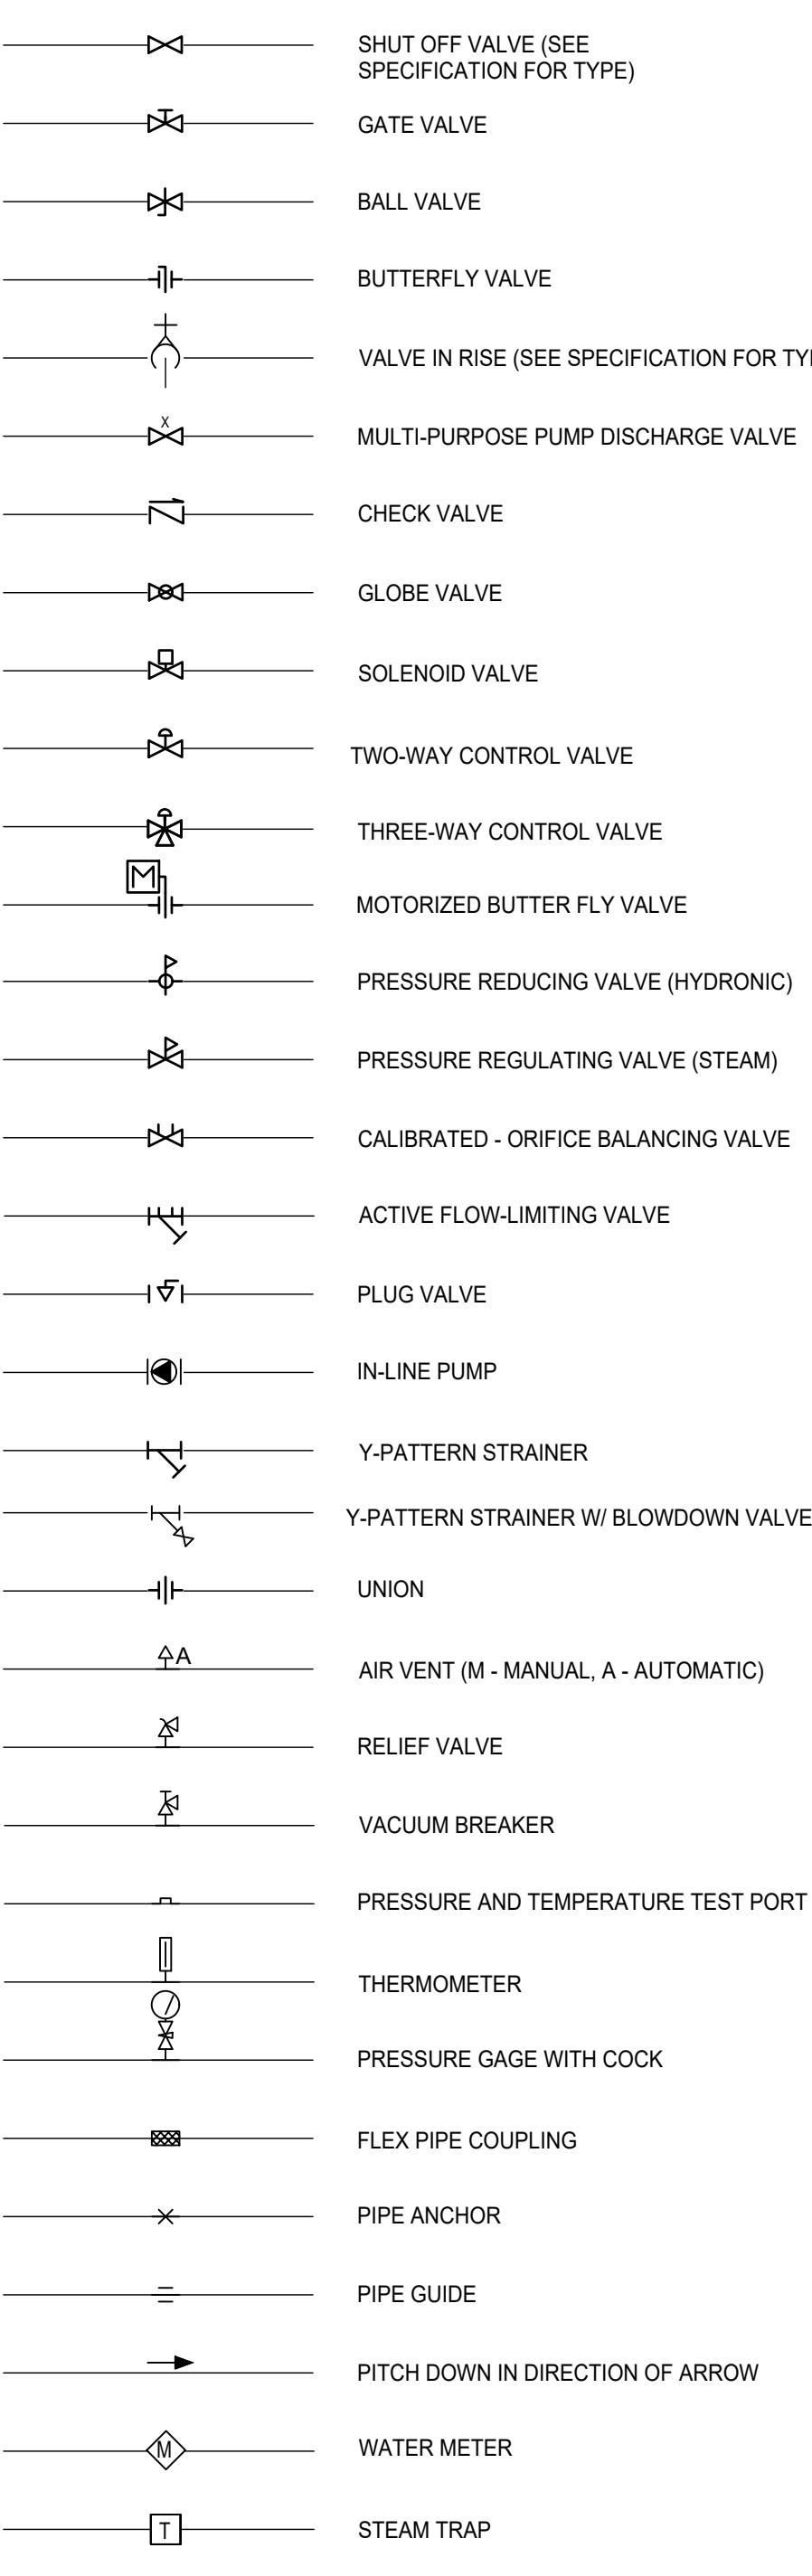 SHUT OFF VALVE (SEE
SPECIFICATION FOR TYPE)
GATE VALVE
BALL VALVE
BUTTERFLY VALVE
VALVE IN RISE (SEE SPECIFICATION FOR
X
MULTI-PURPOSE PUMP DISCHARGE VALVE
CHECK VALVE
GLOBE VALVE
SOLENOID VALVE
TWO-WAY CONTROL VALVE
THREE-WAY CONTROL VALVE
M
MOTORIZED BUTTER FLY VALVE
PRESSURE REDUCING VALVE (HYDRONIC)
PRESSURE REGULATING VALVE (STEAM)
CALIBRATED - ORIFICE BALANCING VALVE
ACTIVE FLOW-LIMITING VALVE
PLUG VALVE
IN-LINE PUMP
Y-PATTERN STRAINER
Y-PATTERN STRAINER W/ BLOWDOWN VALVE
UNION
A
AIR VENT (M - MANUAL, A - AUTOMATIC)
RELIEF VALVE
VACUUM BREAKER
PRESSURE AND TEMPERATURE TEST PORT
THERMOMETER
PRESSURE GAGE WITH COCK
FLEX PIPE COUPLING
PIPE ANCHOR
PIPE GUIDE
PITCH DOWN IN DIRECTION OF ARROW
M
WATER METER
T
STEAM TRAP